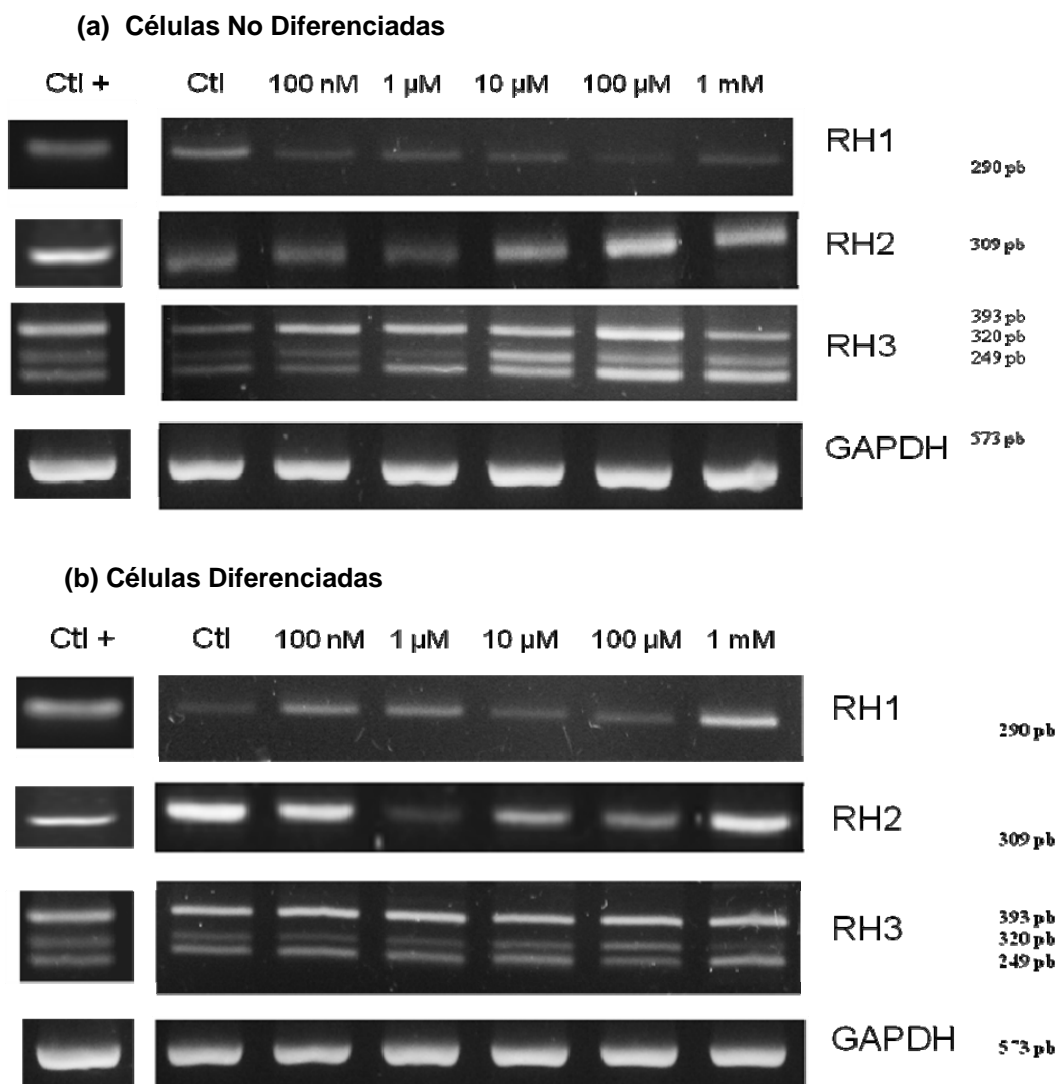 (a) Células No Diferenciadas
Ctl + Ctl 100 nM 1 µM 10 µM 100 µM 1 mM
RH1 290 pb
RH2 309 pb
RH3
393 pb
320 pb
249 pb
GAPDH 573 pb
(b) Células Diferenciadas
Ctl + Ctl 100 nM 1 µM 10 µM 100 µM 1 mM
RH1 290 pb
RH2 309 pb
RH3
393 pb
320 pb
249 pb
GAPDH 573 pb